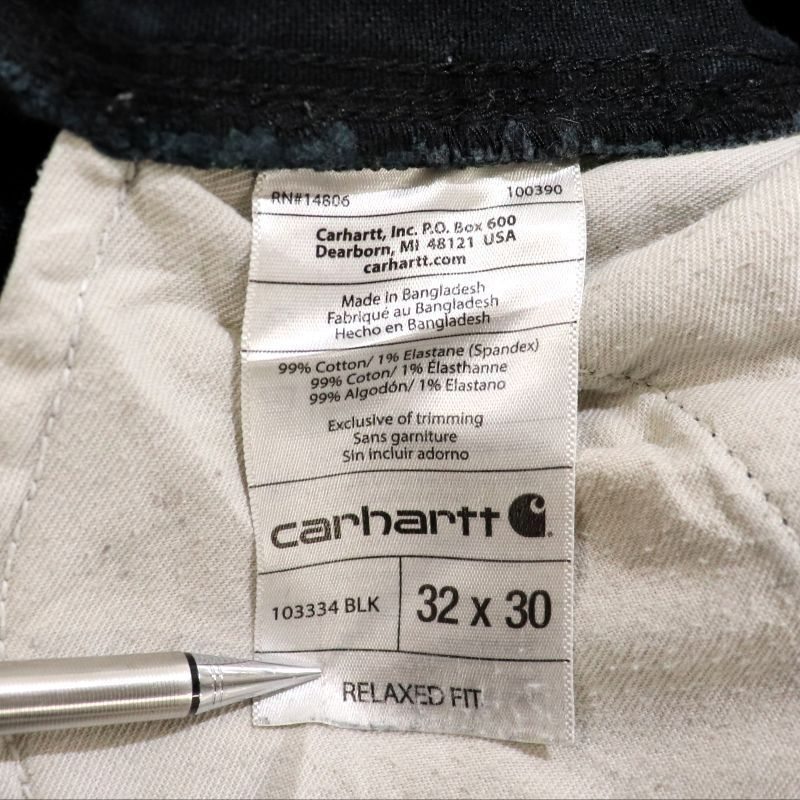 RN#14806 100390
Carhartt, Inc. P.O. Box 600
Dearborn, MI 48121 USA
carhartt.com
Made in Bangladesh
Fabriqué au Bangladesh
Hecho en Bangladesh
99% Cotton/ 1% Elastane (Spandex)
99% Coton/ 1% Élasthanne
99% Algodón/ 1% Elastano
Exclusive of trimming
Sans garniture
Sin incluir adorno
carhartt
103334 BLK 32 x 30
RELAXED FIT